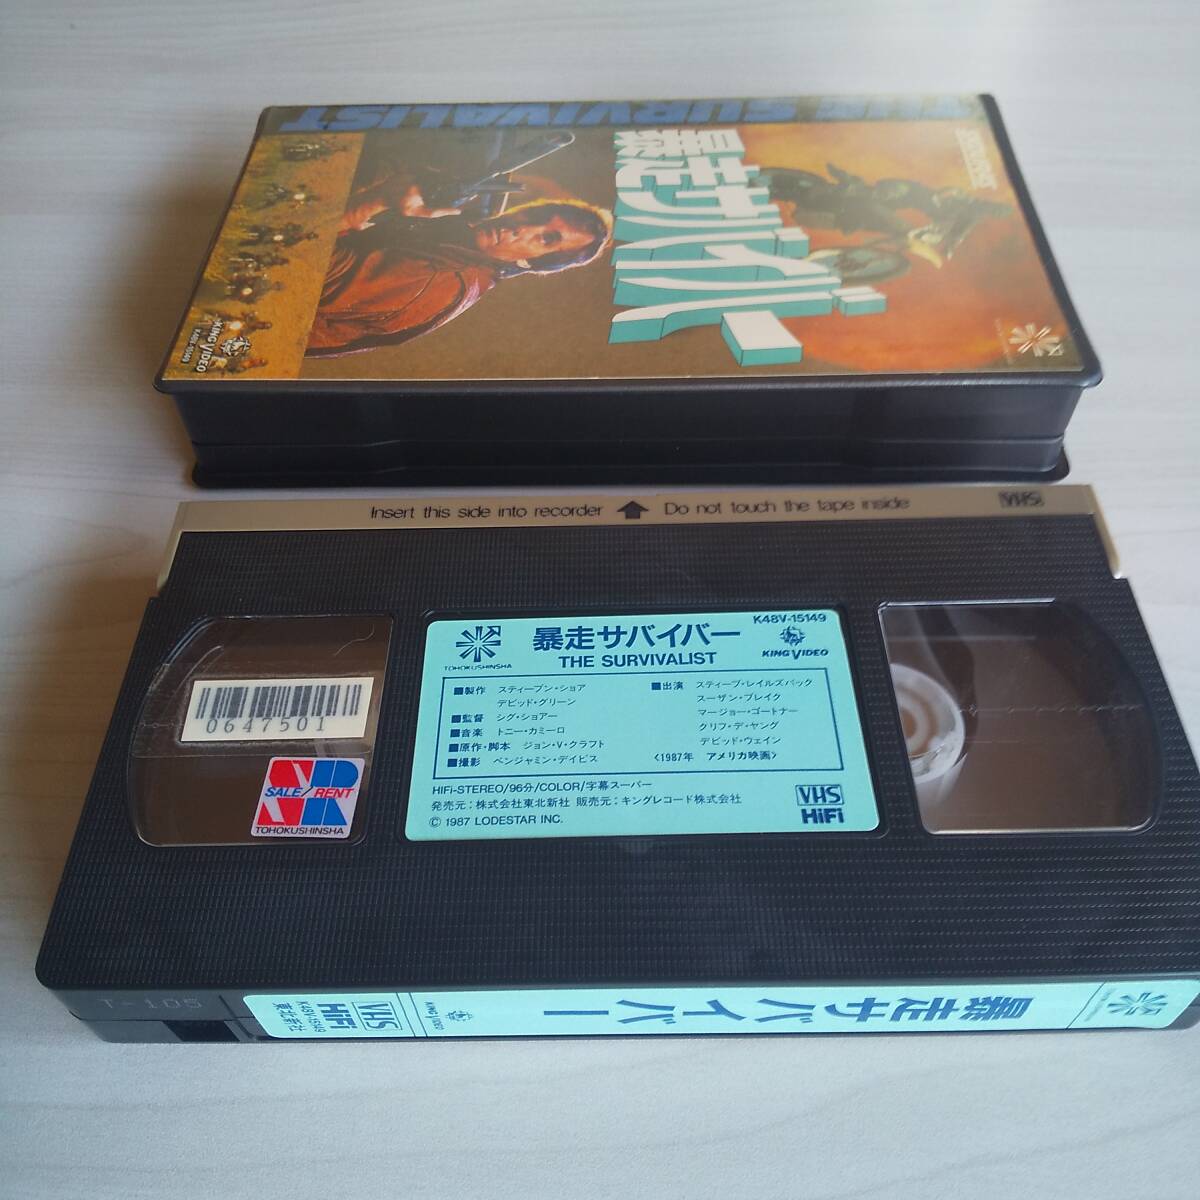 THE SURVIVALIST
暴走サバイバー
KING VIDEO
K48V-15149
Insert this side into recorder
Do not touch the tape inside
VHS
0647501
SALE/RENT
TOHOKUSHINSHA
TOHOKUSHINSHA
暴走サバイバー
THE SURVIVALIST
K48V-15149
KING VIDEO
■製作 スティーブン・ショア
デビッド・グリーン
■監督 シグ・ショアー
■音楽 トニー・カミーロ
■原作・脚本 ジョン・V・クラフト
■撮影 ベンジャミン・デイビス
■出演 スティーブ・レイルズバック
スーザン・ブレイク
マージョー・ゴートナー
クリフ・デ・ヤング
デビッド・ウェイン
〈1987年 アメリカ映画〉
HIFi-STEREO/96分/COLOR/字幕スーパー
発売元：株式会社東北新社 販売元：キングレコード株式会社
© 1987 LODESTAR INC.
VHS
HiFi
T-105
暴走サバイバー
KING VIDEO
VHS
HiFi
K48V-15149
東北新社